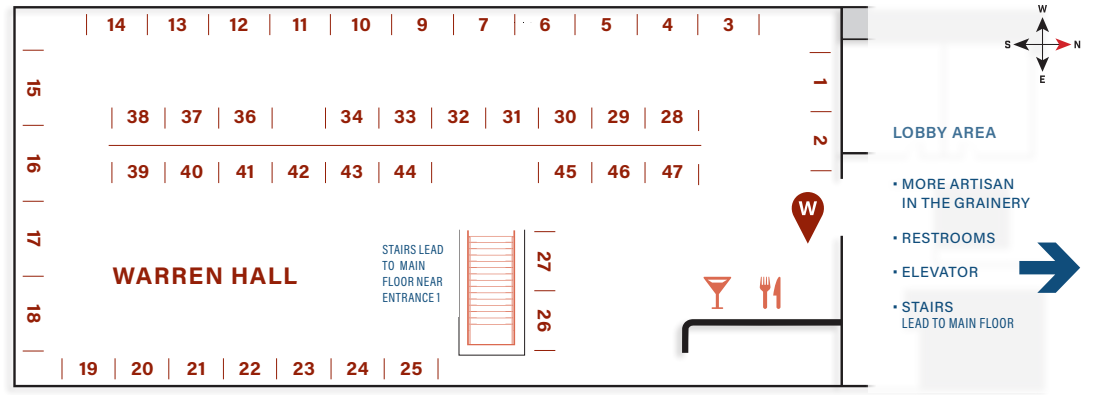 14 13 12 11 10 9 7 6 5 4 3
W
S N
E
15
1
38 37 36 34 33 32 31 30 29 28
2
LOBBY AREA
16
39 40 41 42 43 44 45 46 47
• MORE ARTISAN
IN THE GRAINERY
W
17
• RESTROOMS
STAIRS LEAD
TO MAIN
FLOOR NEAR
ENTRANCE 1
27
WARREN HALL
• ELEVATOR
18
26
• STAIRS
LEAD TO MAIN FLOOR
19 20 21 22 23 24 25